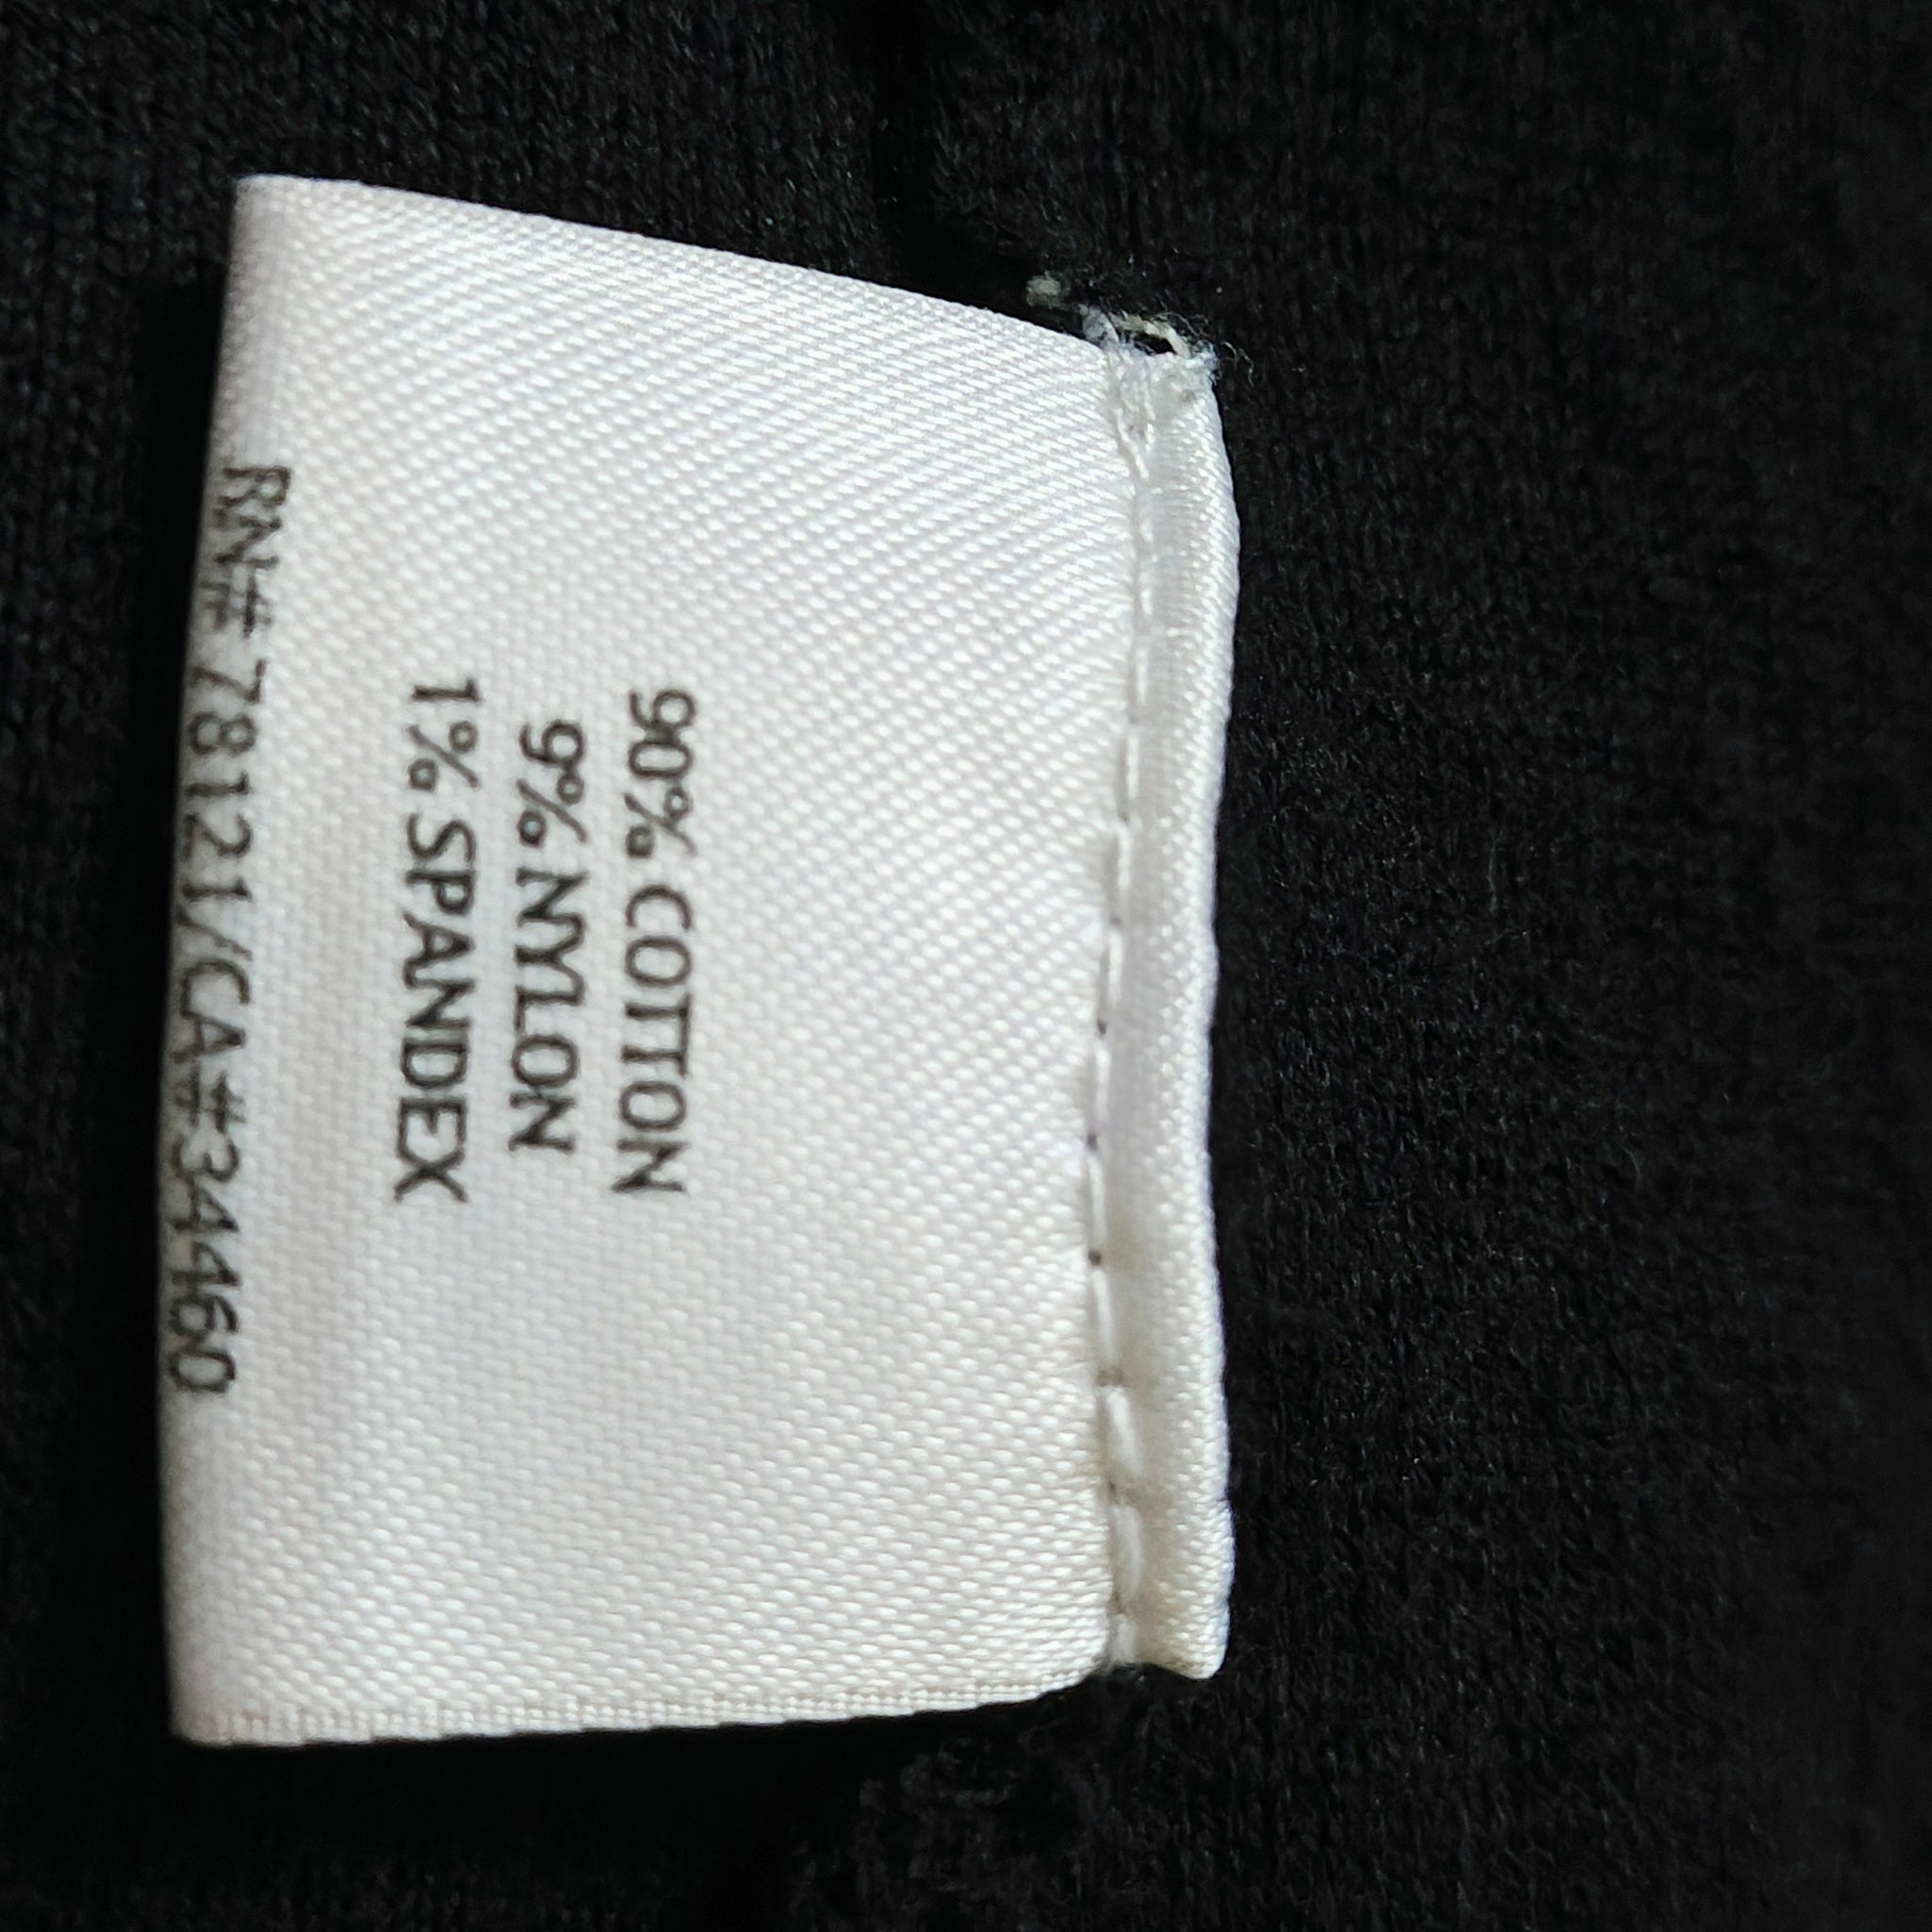 90% COTTON
9% NYLON
1% SPANDEX
RN# 78121/CA#34460